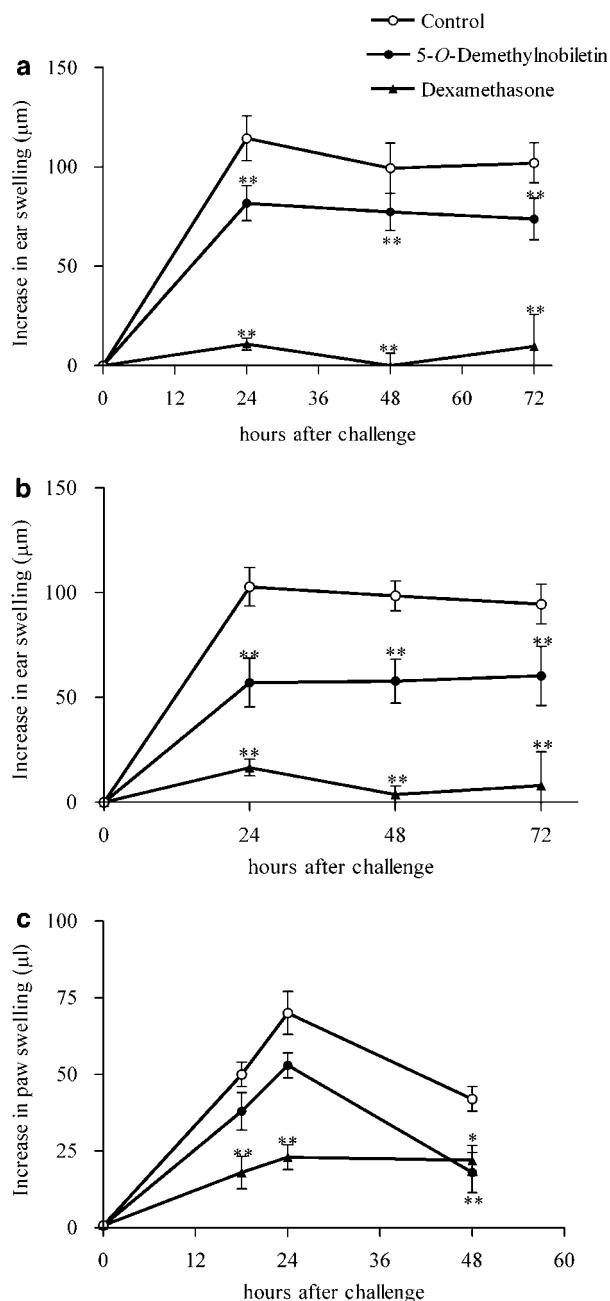 Control
5-O-Demethylnobiletin
Dexamethasone
a
150
100
50
0
Increase in ear swelling (μm)
**
**
**
**
**
**
0 12 24 36 48 60 72
hours after challenge
b
150
100
50
0
Increase in ear swelling (μm)
**
**
**
**
**
**
0 24 48 72
hours after challenge
c
100
75
50
25
0
Increase in paw swelling (μl)
**
**
*
**
0 12 24 36 48 60
hours after challenge